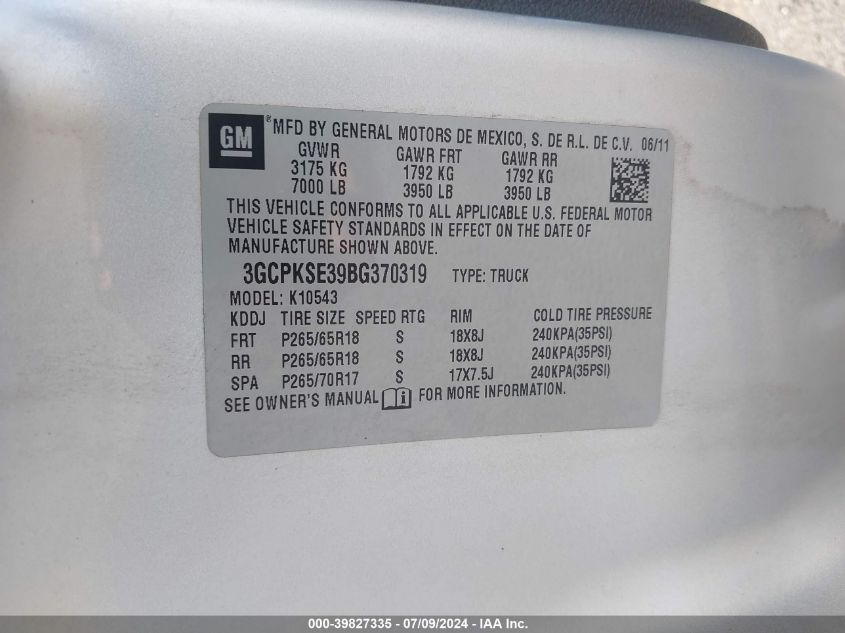 GM ® MFD BY GENERAL MOTORS DE MEXICO, S. DE R.L. DE C.V. 06/11
GVWR GAWR FRT GAWR RR
3175 KG 1792 KG 1792 KG
7000 LB 3950 LB 3950 LB
THIS VEHICLE CONFORMS TO ALL APPLICABLE U.S. FEDERAL MOTOR
VEHICLE SAFETY STANDARDS IN EFFECT ON THE DATE OF
MANUFACTURE SHOWN ABOVE.
3GCPKSE39BG370319 TYPE: TRUCK
MODEL: K10543
KDDJ TIRE SIZE SPEED RTG RIM COLD TIRE PRESSURE
FRT P265/65R18 S 18X8J 240KPA(35PSI)
RR P265/65R18 S 18X8J 240KPA(35PSI)
SPA P265/70R17 S 17X7.5J 240KPA(35PSI)
SEE OWNER'S MANUAL i FOR MORE INFORMATION.
000-39827335 - 07/09/2024 - IAA Inc.